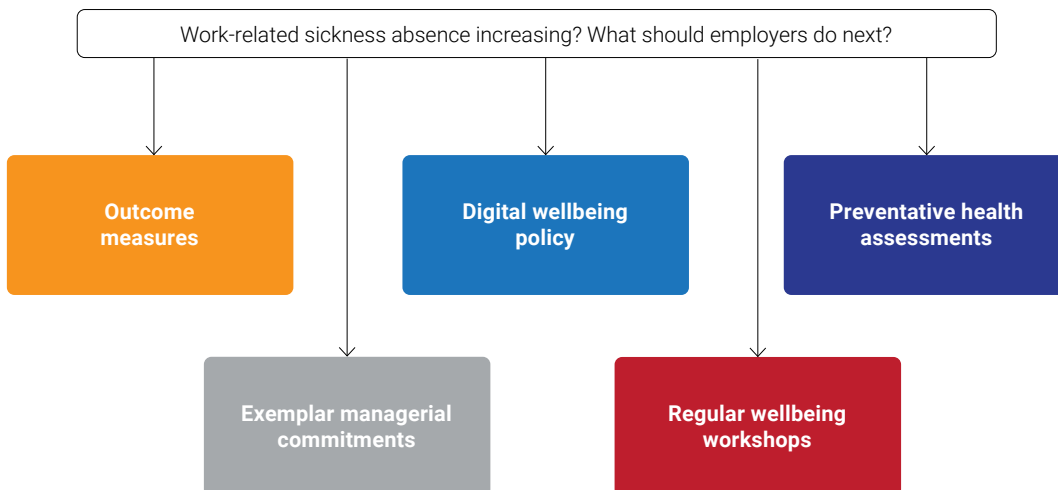 Work-related sickness absence increasing? What should employers do next?
Outcome
measures
Digital wellbeing
policy
Preventative health
assessments
Exemplar managerial
commitments
Regular wellbeing
workshops